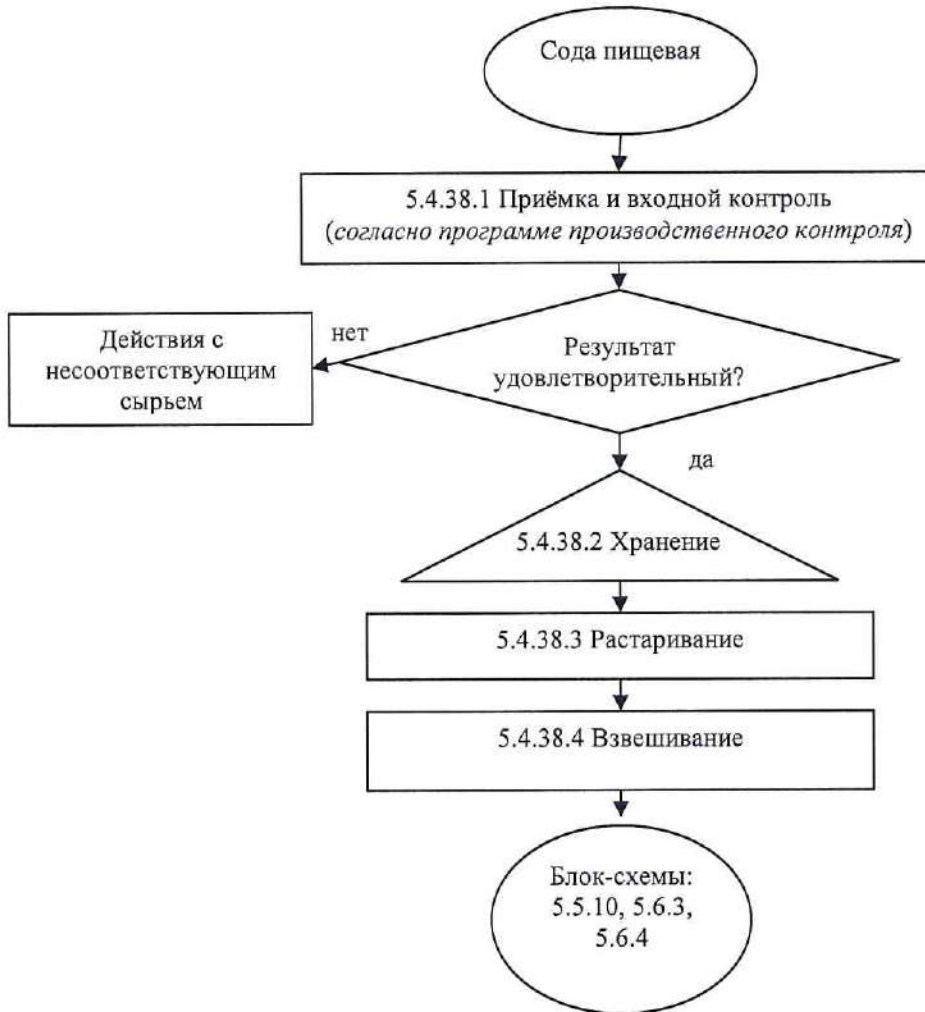 Сода пищевая
5.4.38.1 Приёмка и входной контроль
(согласно программе производственного контроля)
нет
Действия с
несоответствующим
сырьем
Результат
удовлетворительный?
да
5.4.38.2 Хранение
5.4.38.3 Растаривание
5.4.38.4 Взвешивание
Блок-схемы:
5.5.10, 5.6.3,
5.6.4